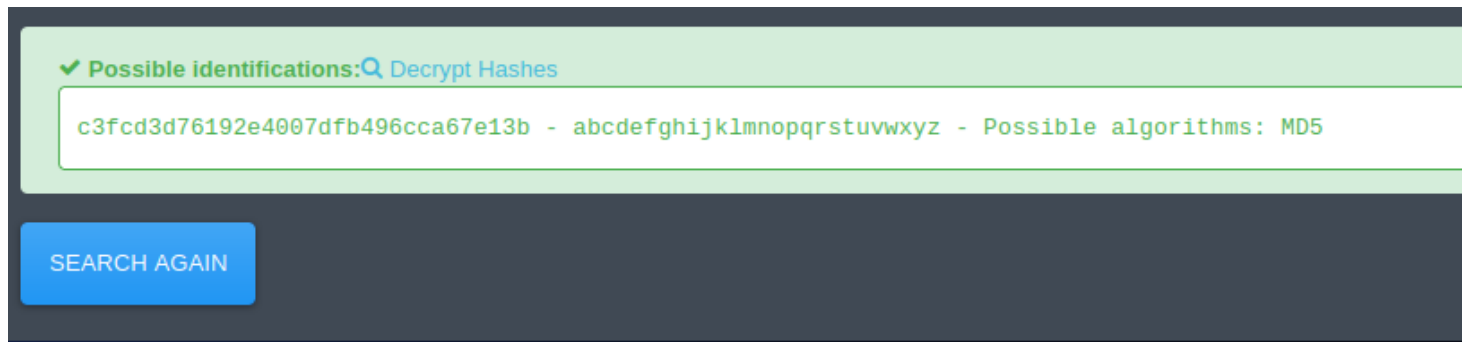 Possible identifications: Decrypt Hashes
c3fcd3d76192e4007dfb496cca67e13b - abcdefghijklmnopqrstuvwxyz - Possible algorithms: MD5
SEARCH AGAIN